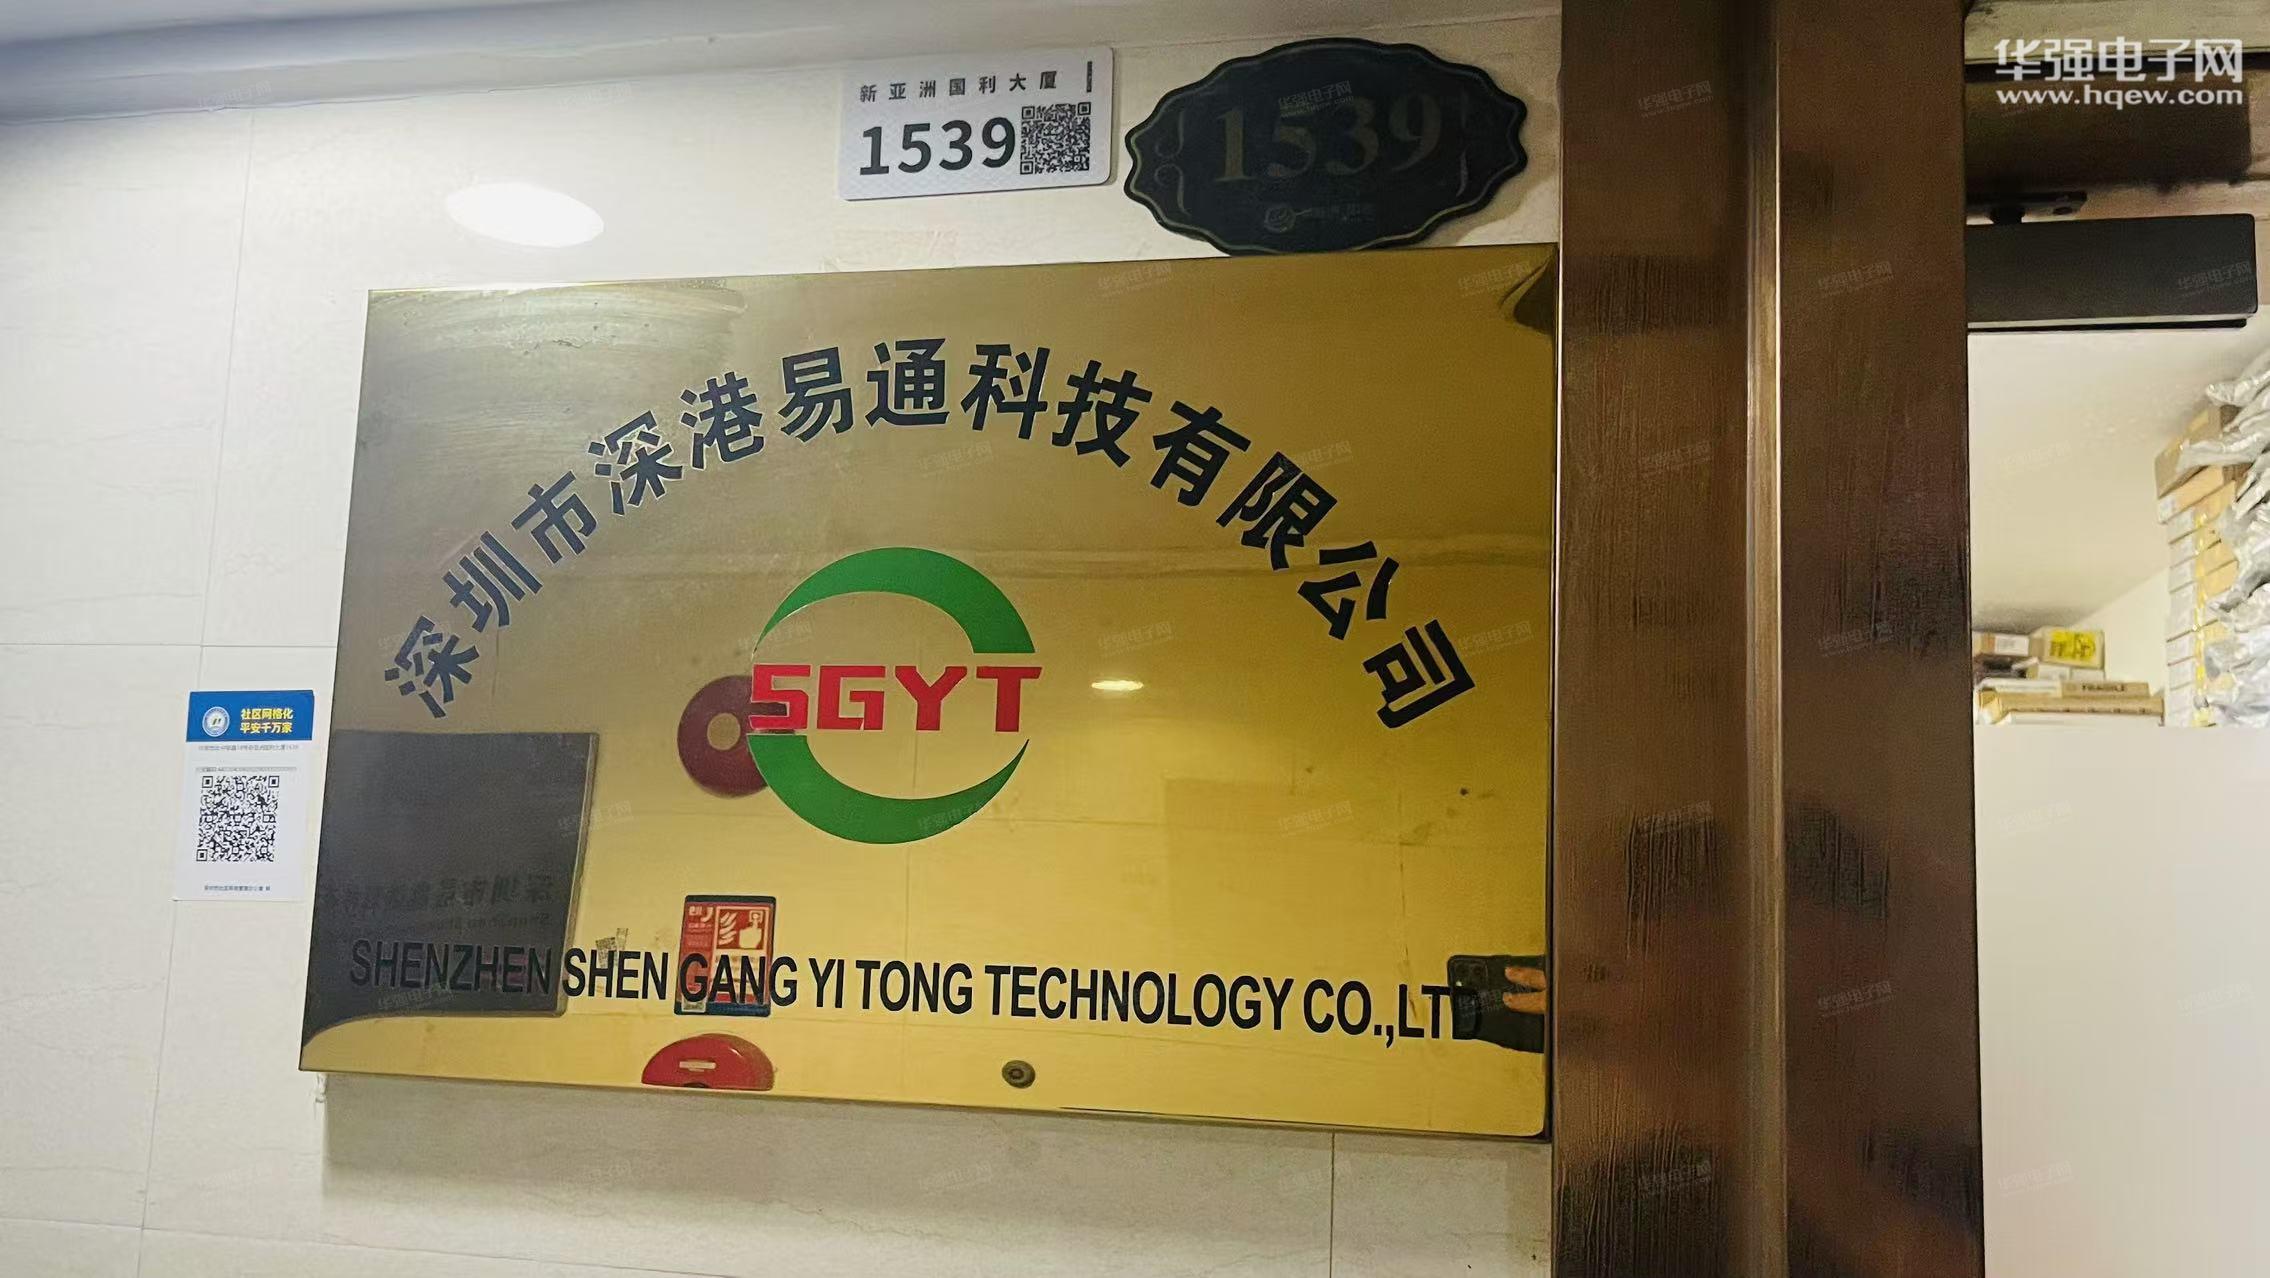 华强电子网
www.hqew.com
新亚洲国利大厦
1539
1539
深圳市深港易通科技有限公司
SGYT
SHENZHEN SHEN GANG YI TONG TECHNOLOGY CO.,LTD
社区网格化
平安千万家
FRAGILE